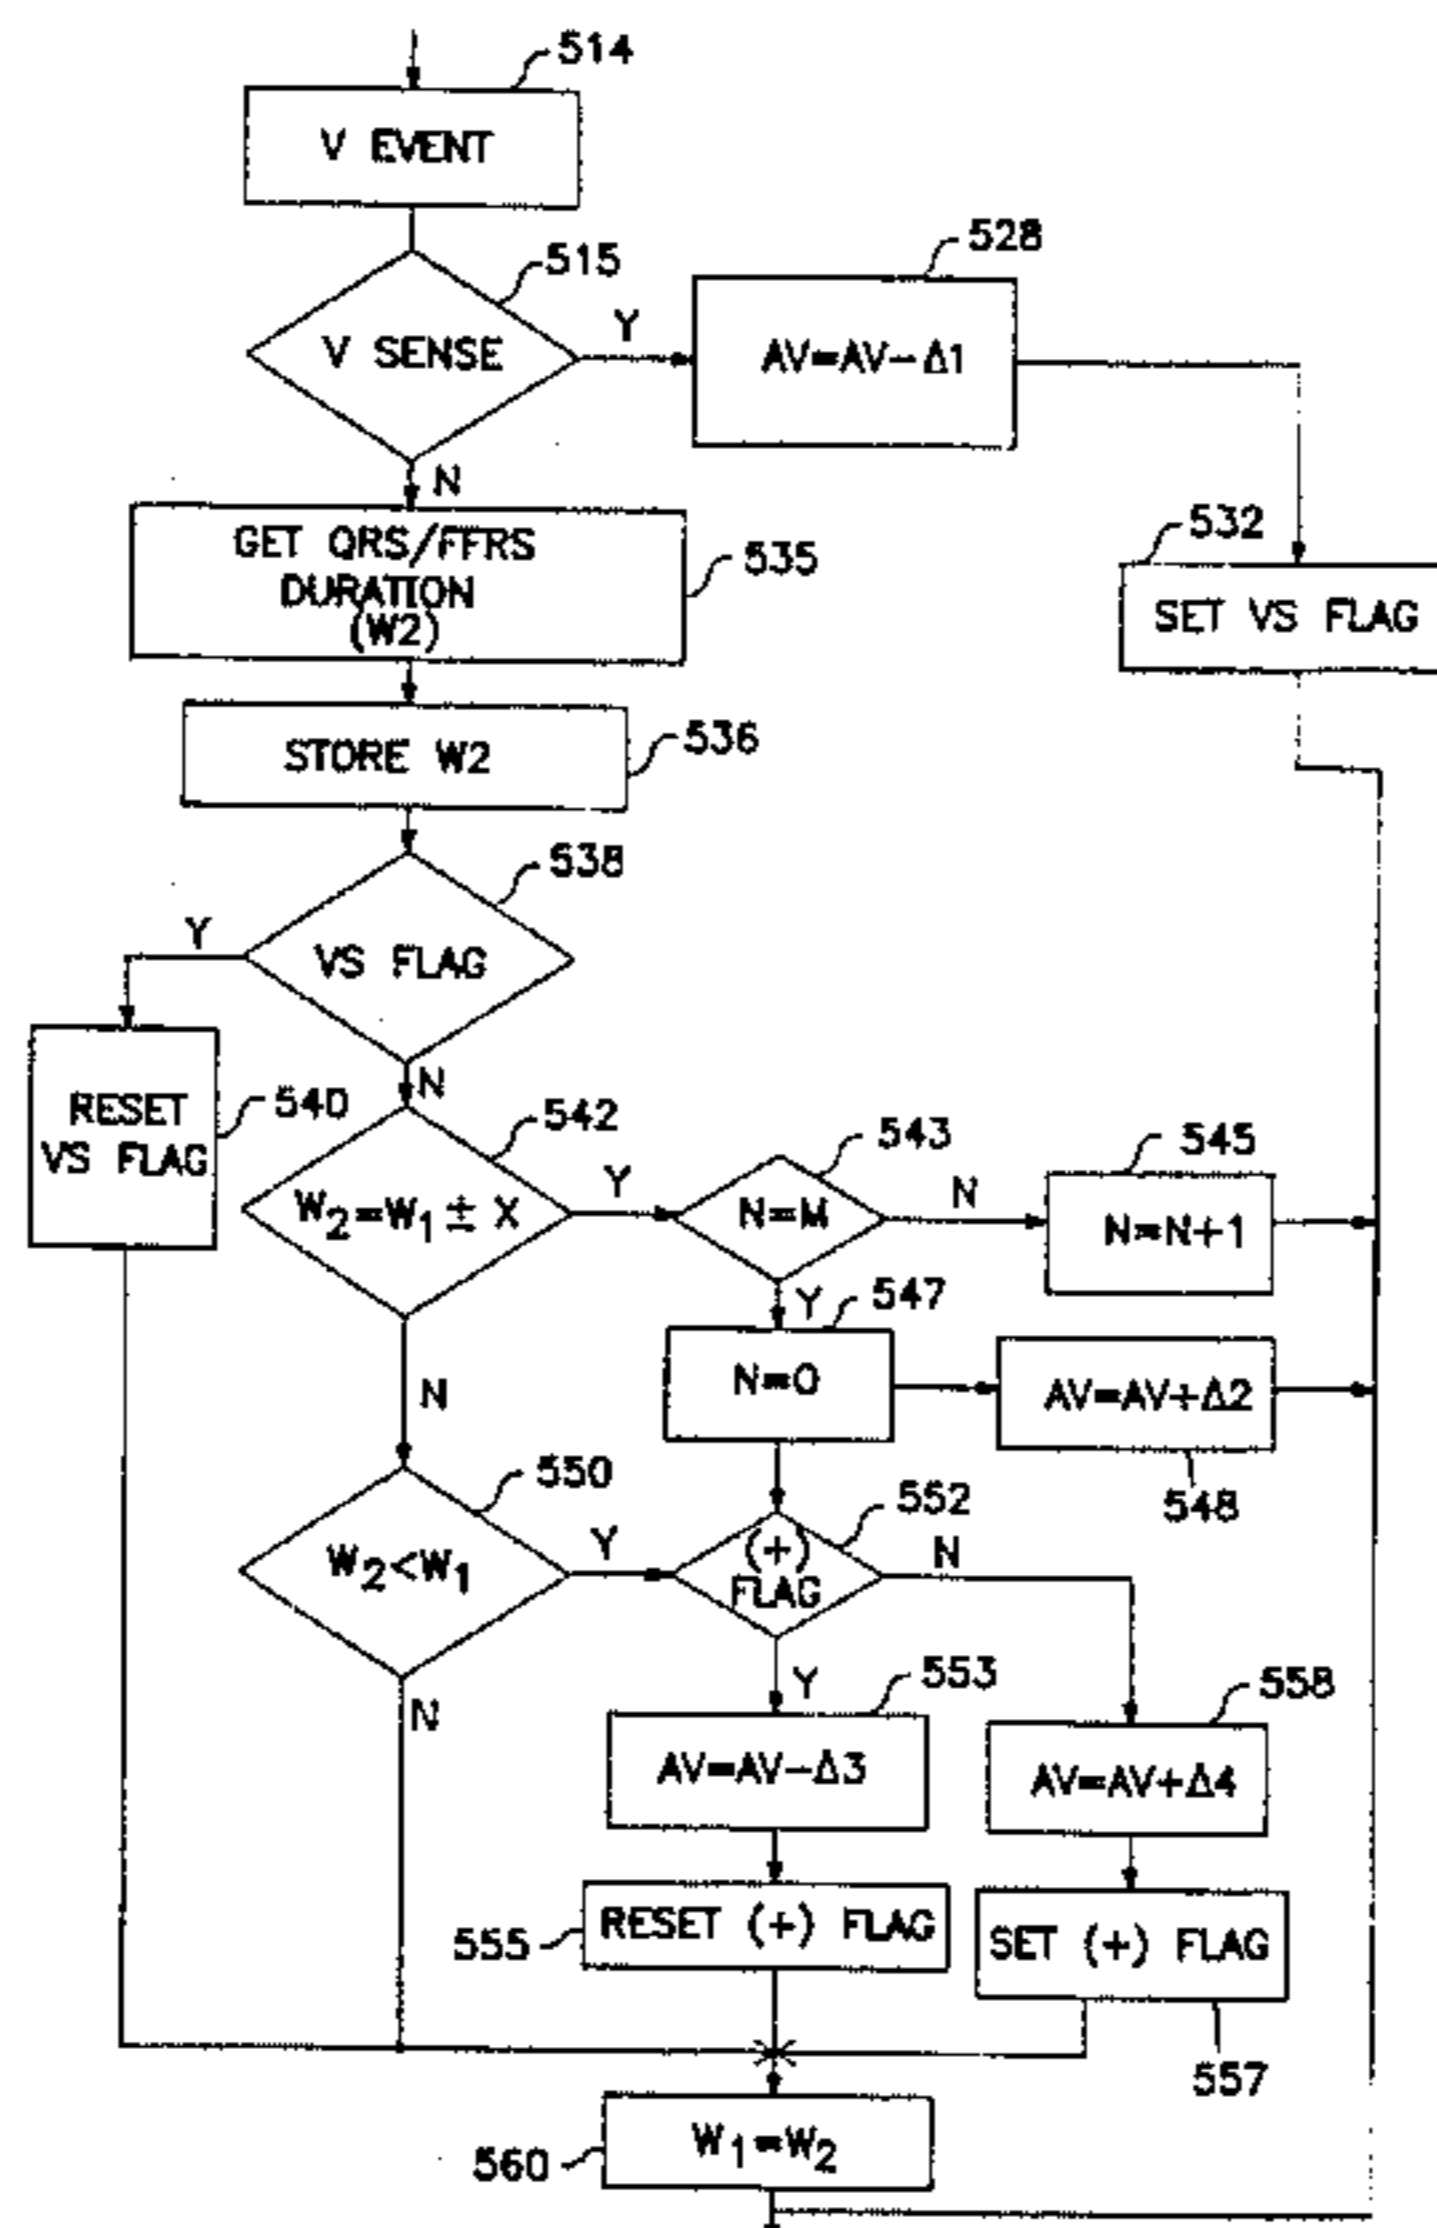 514
V EVENT
515
V SENSE
Y
528
AV=AV-Δ1
N
532
SET VS FLAG
GET QRS/FFRS
DURATION
(W2)
535
STORE W2
536
538
VS FLAG
Y
RESET
VS FLAG
540
N
542
W2=W1 ± X
Y
543
N=M
N
545
N=N+1
Y
547
N=0
AV=AV+Δ2
548
N
550
W2<W1
Y
552
(+)
FLAG
N
N
Y
553
AV=AV-Δ3
558
AV=AV+Δ4
555
RESET (+) FLAG
SET (+) FLAG
557
560
W1=W2